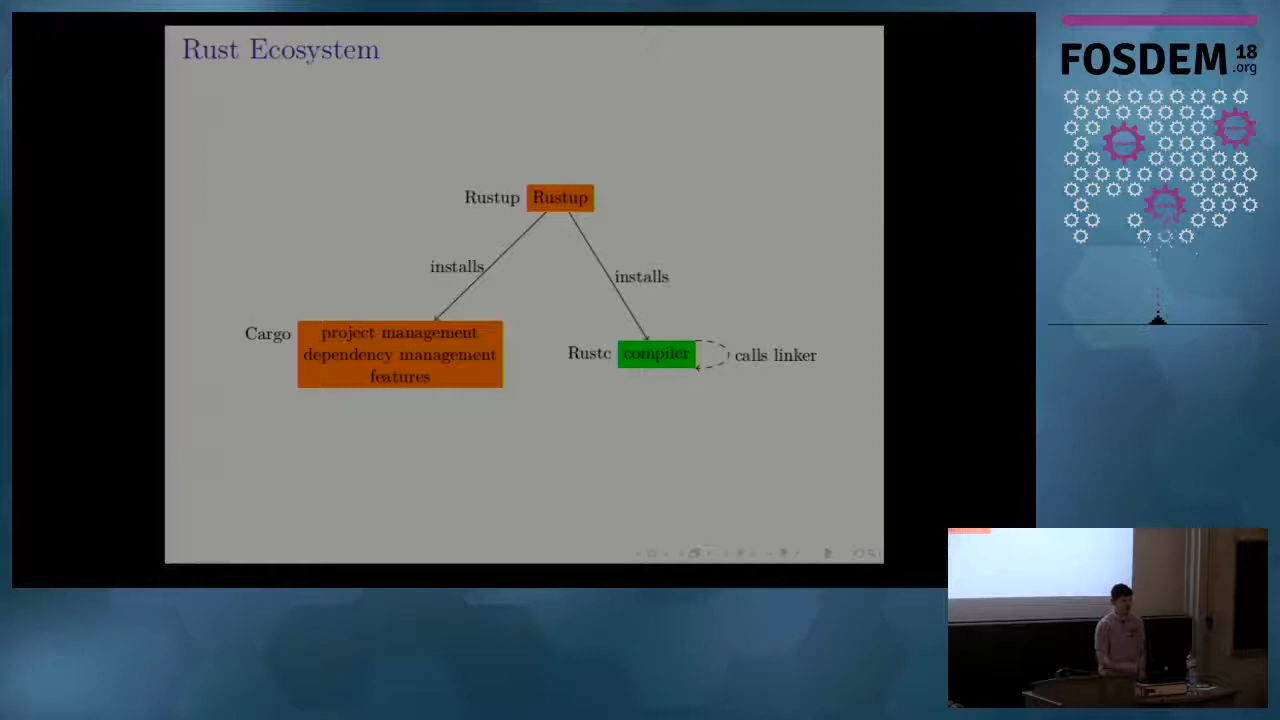 Rust Ecosystem
Rustup Rustup
installs
installs
Cargo
project management
dependency management
features
Rustc compiler
calls linker
FOSDEM 18
.org